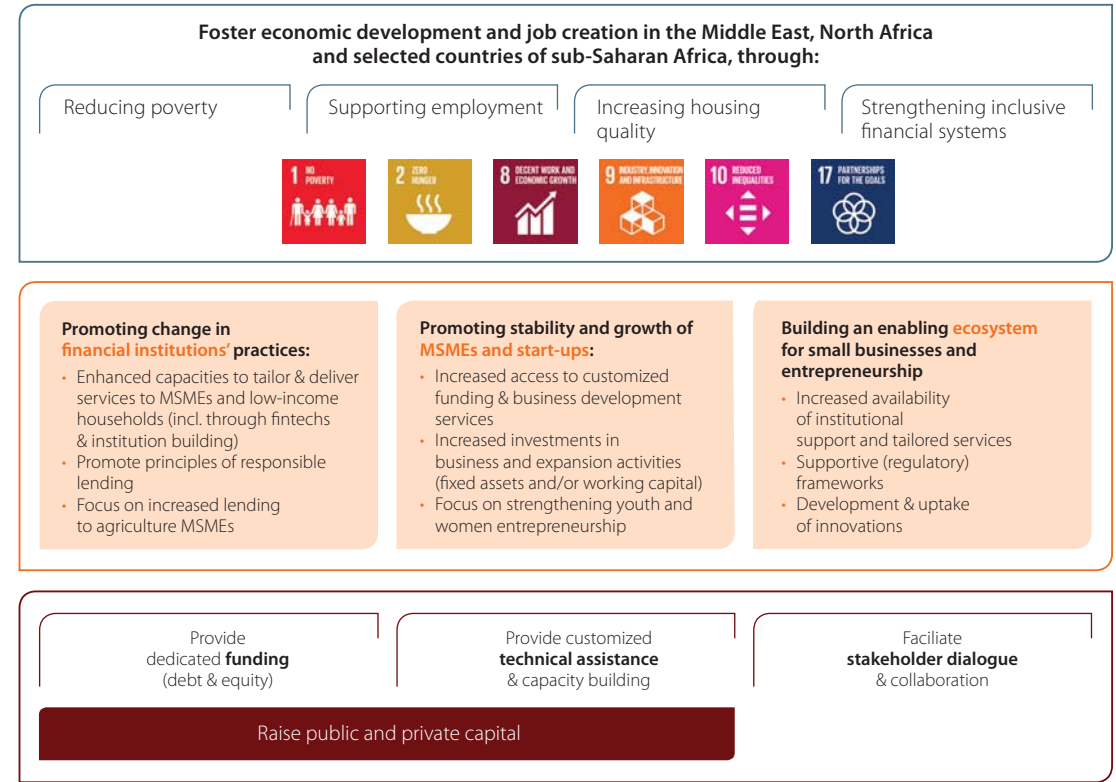 Foster economic development and job creation in the Middle East, North Africa
and selected countries of sub-Saharan Africa, through:
Reducing poverty
Supporting employment
Increasing housing
quality
Strengthening inclusive
financial systems
1 NO
POVERTY
2 ZERO
HUNGER
8 DECENT WORK AND
ECONOMIC GROWTH
9 INDUSTRY, INNOVATION
AND INFRASTRUCTURE
10 REDUCED
INEQUALITIES
17 PARTNERSHIPS
FOR THE GOALS
Promoting change in
financial institutions' practices:
• Enhanced capacities to tailor & deliver
services to MSMEs and low-income
households (incl. through fintechs
& institution building)
• Promote principles of responsible
lending
• Focus on increased lending
to agriculture MSMEs
Promoting stability and growth of
MSMEs and start-ups:
• Increased access to customized
funding & business development
services
• Increased investments in
business and expansion activities
(fixed assets and/or working capital)
• Focus on strengthening youth and
women entrepreneurship
Building an enabling ecosystem
for small businesses and
entrepreneurship
• Increased availability
of institutional
support and tailored services
• Supportive (regulatory)
frameworks
• Development & uptake
of innovations
Provide
dedicated funding
(debt & equity)
Provide customized
technical assistance
& capacity building
Faciliate
stakeholder dialogue
& collaboration
Raise public and private capital